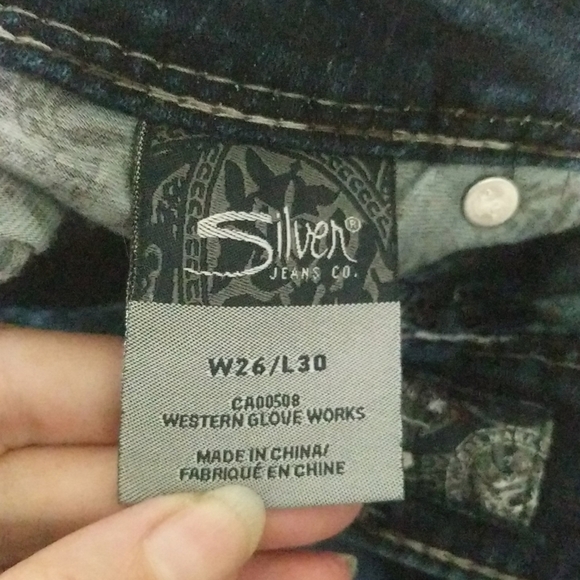 Silver®
JEANS CO.
W26/L30
CA00508
WESTERN GLOVE WORKS
MADE IN CHINA/
FABRIQUÉ EN CHINE